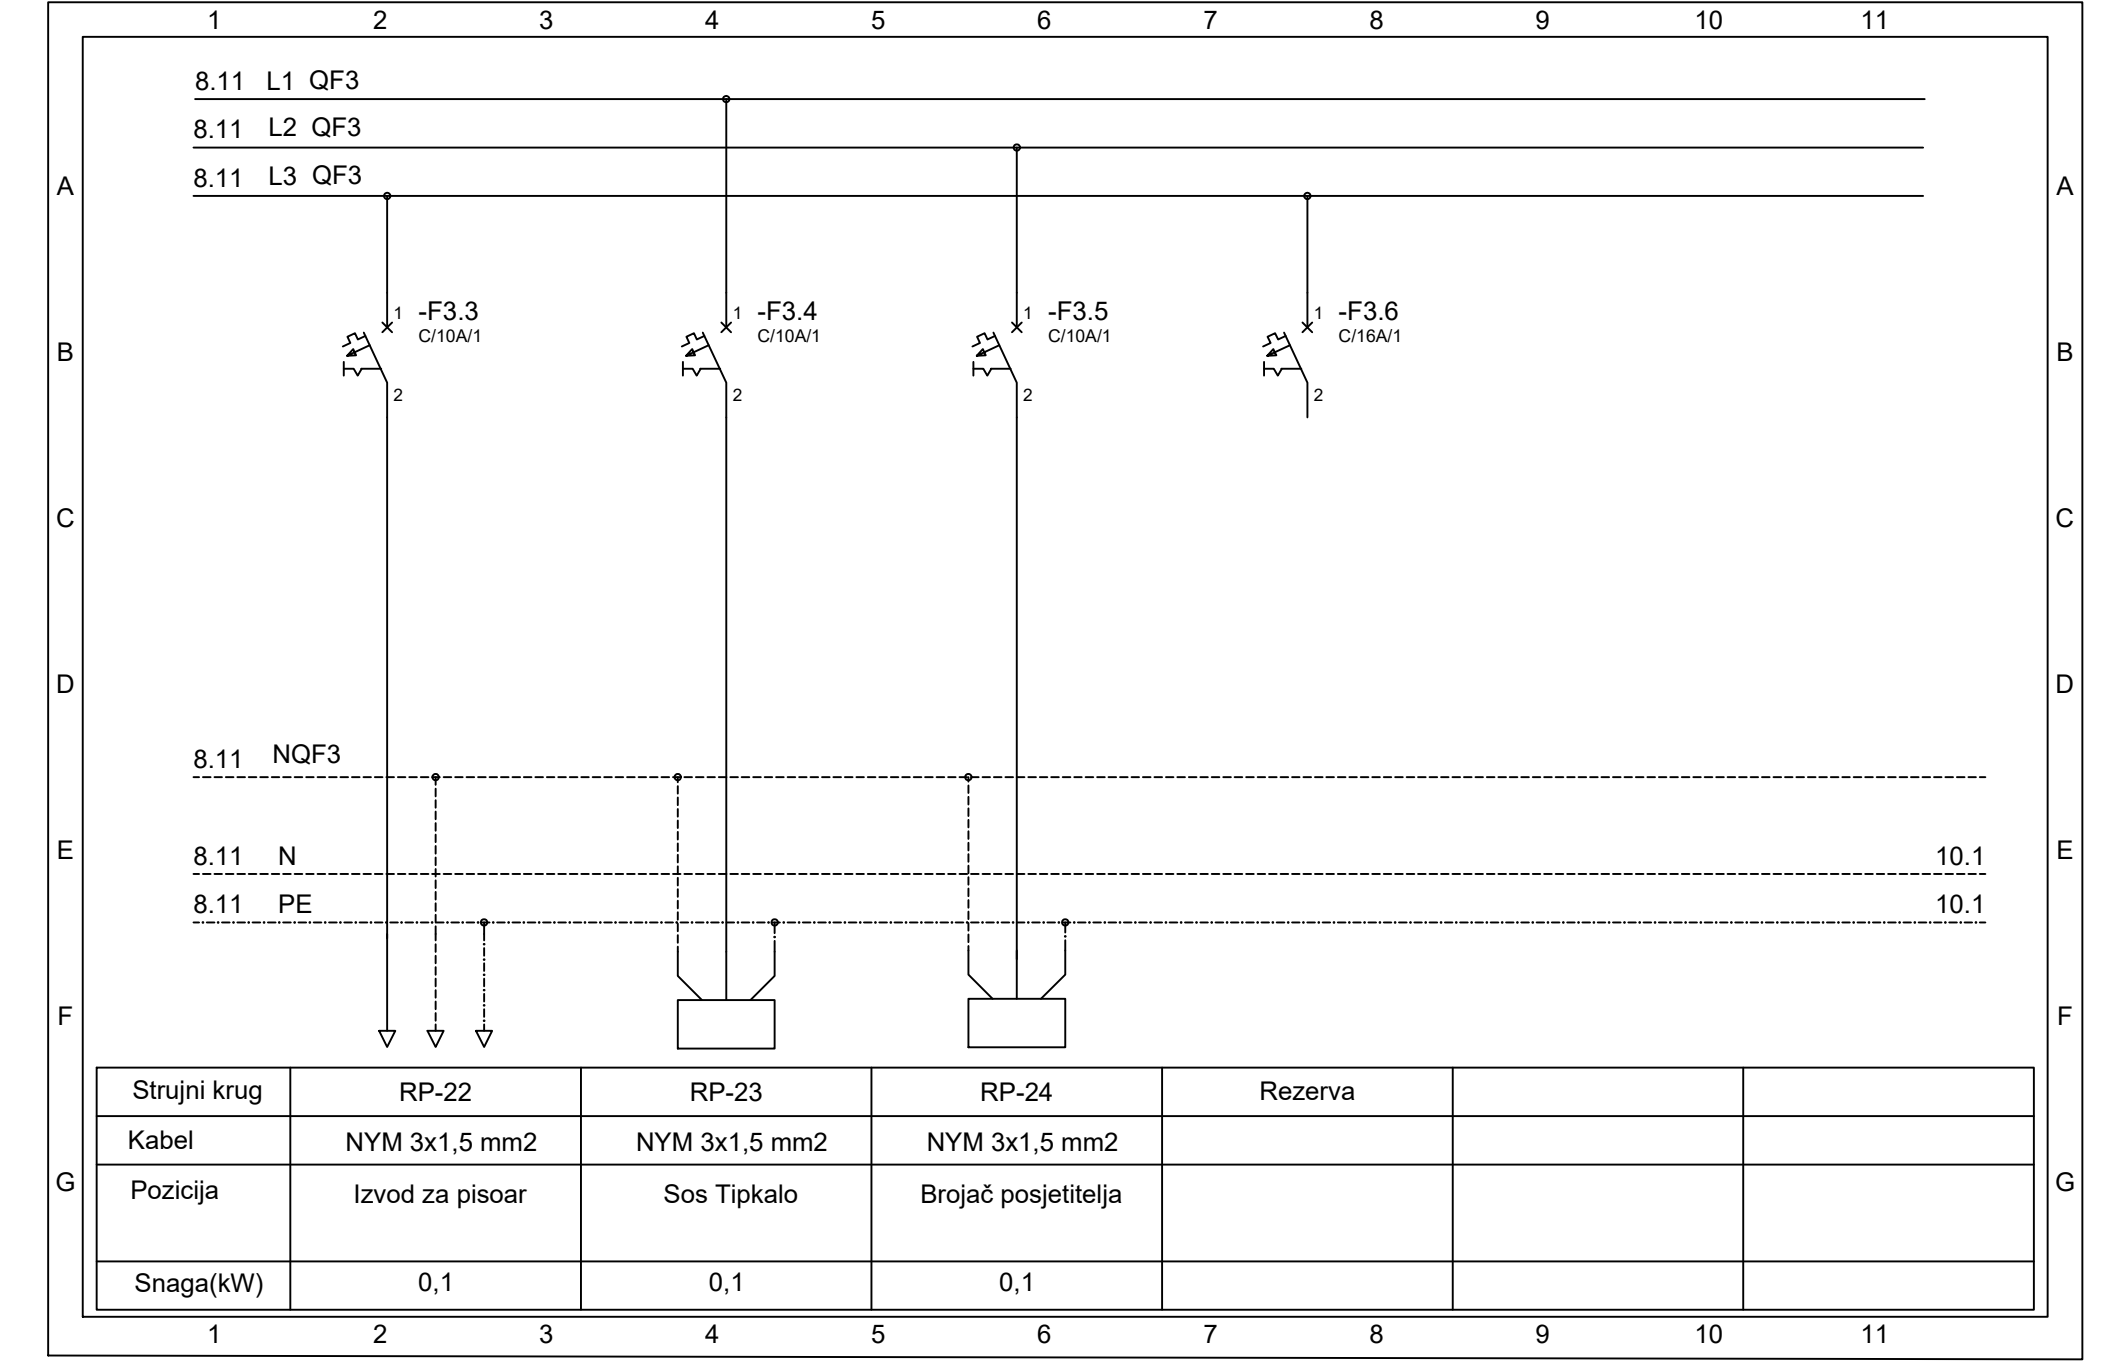 1 2 3 4 5 6 7 8 9 10 11
8.11 L1 QF3
8.11 L2 QF3
8.11 L3 QF3
A A
1 -F3.3 1 -F3.4 1 -F3.5 1 -F3.6
C/10A/1 C/10A/1 C/10A/1 C/16A/1
B B
2 2 2 2
C C
D D
8.11 NQF3
E 8.11 N 10.1 E
8.11 PE 10.1
F F
Strujni krug RP-22 RP-23 RP-24 Rezerva
Kabel NYM 3x1,5 mm2 NYM 3x1,5 mm2 NYM 3x1,5 mm2
G Pozicija Izvod za pisoar Sos Tipkalo Brojač posjetitelja G
Snaga(kW) 0,1 0,1 0,1
1 2 3 4 5 6 7 8 9 10 11